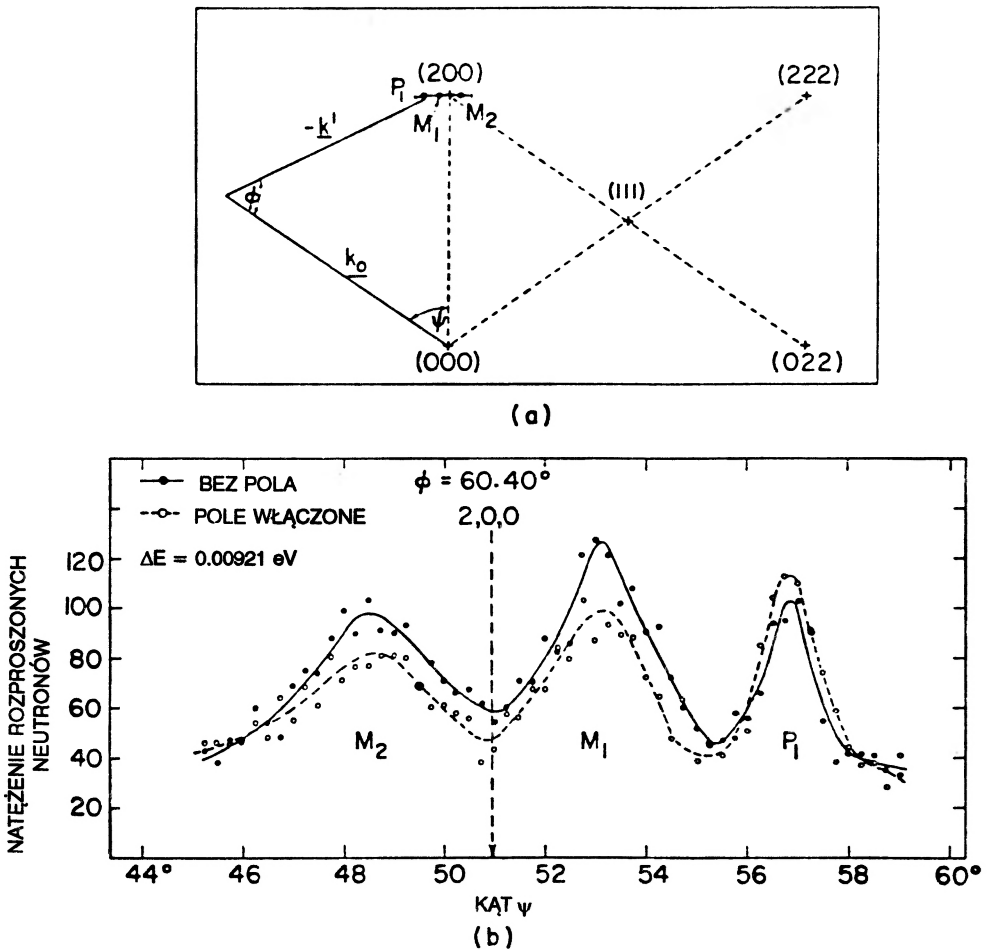 (200)
(222)
P₁
M₁
M₂
-k'
(111)
ϕ
k₀
ψ
(000)
(022)
(a)
BEZ POLA
ϕ = 60.40°
POLE WŁĄCZONE
2,0,0
ΔE = 0.00921 eV
NATĘŻENIE ROZPROSZONYCH
NEUTRONÓW
120
100
80
60
40
20
M₂
M₁
P₁
44° 46 48 50 52 54 56 58 60°
KĄT ψ
(b)